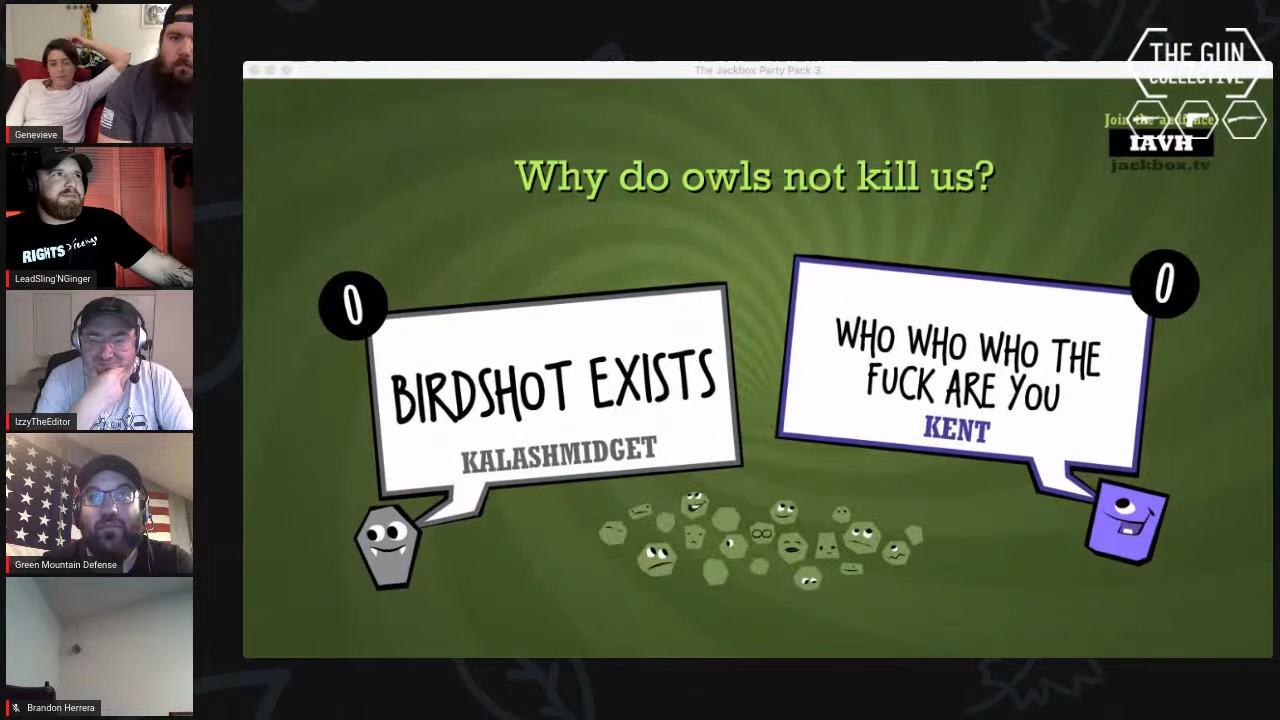 The Jackbox Party Pack 3
THE GUN
COLLECTIVE
Join the audience
IAVH
jackbox.tv
Why do owls not kill us?
0
BIRDSHOT EXISTS
KALASHMIDGET
0
WHO WHO WHO THE
FUCK ARE YOU
KENT
Genevieve
RIGHTS > feelings
LeadSling'NGinger
IzzyTheEditor
Green Mountain Defense
Brandon Herrera